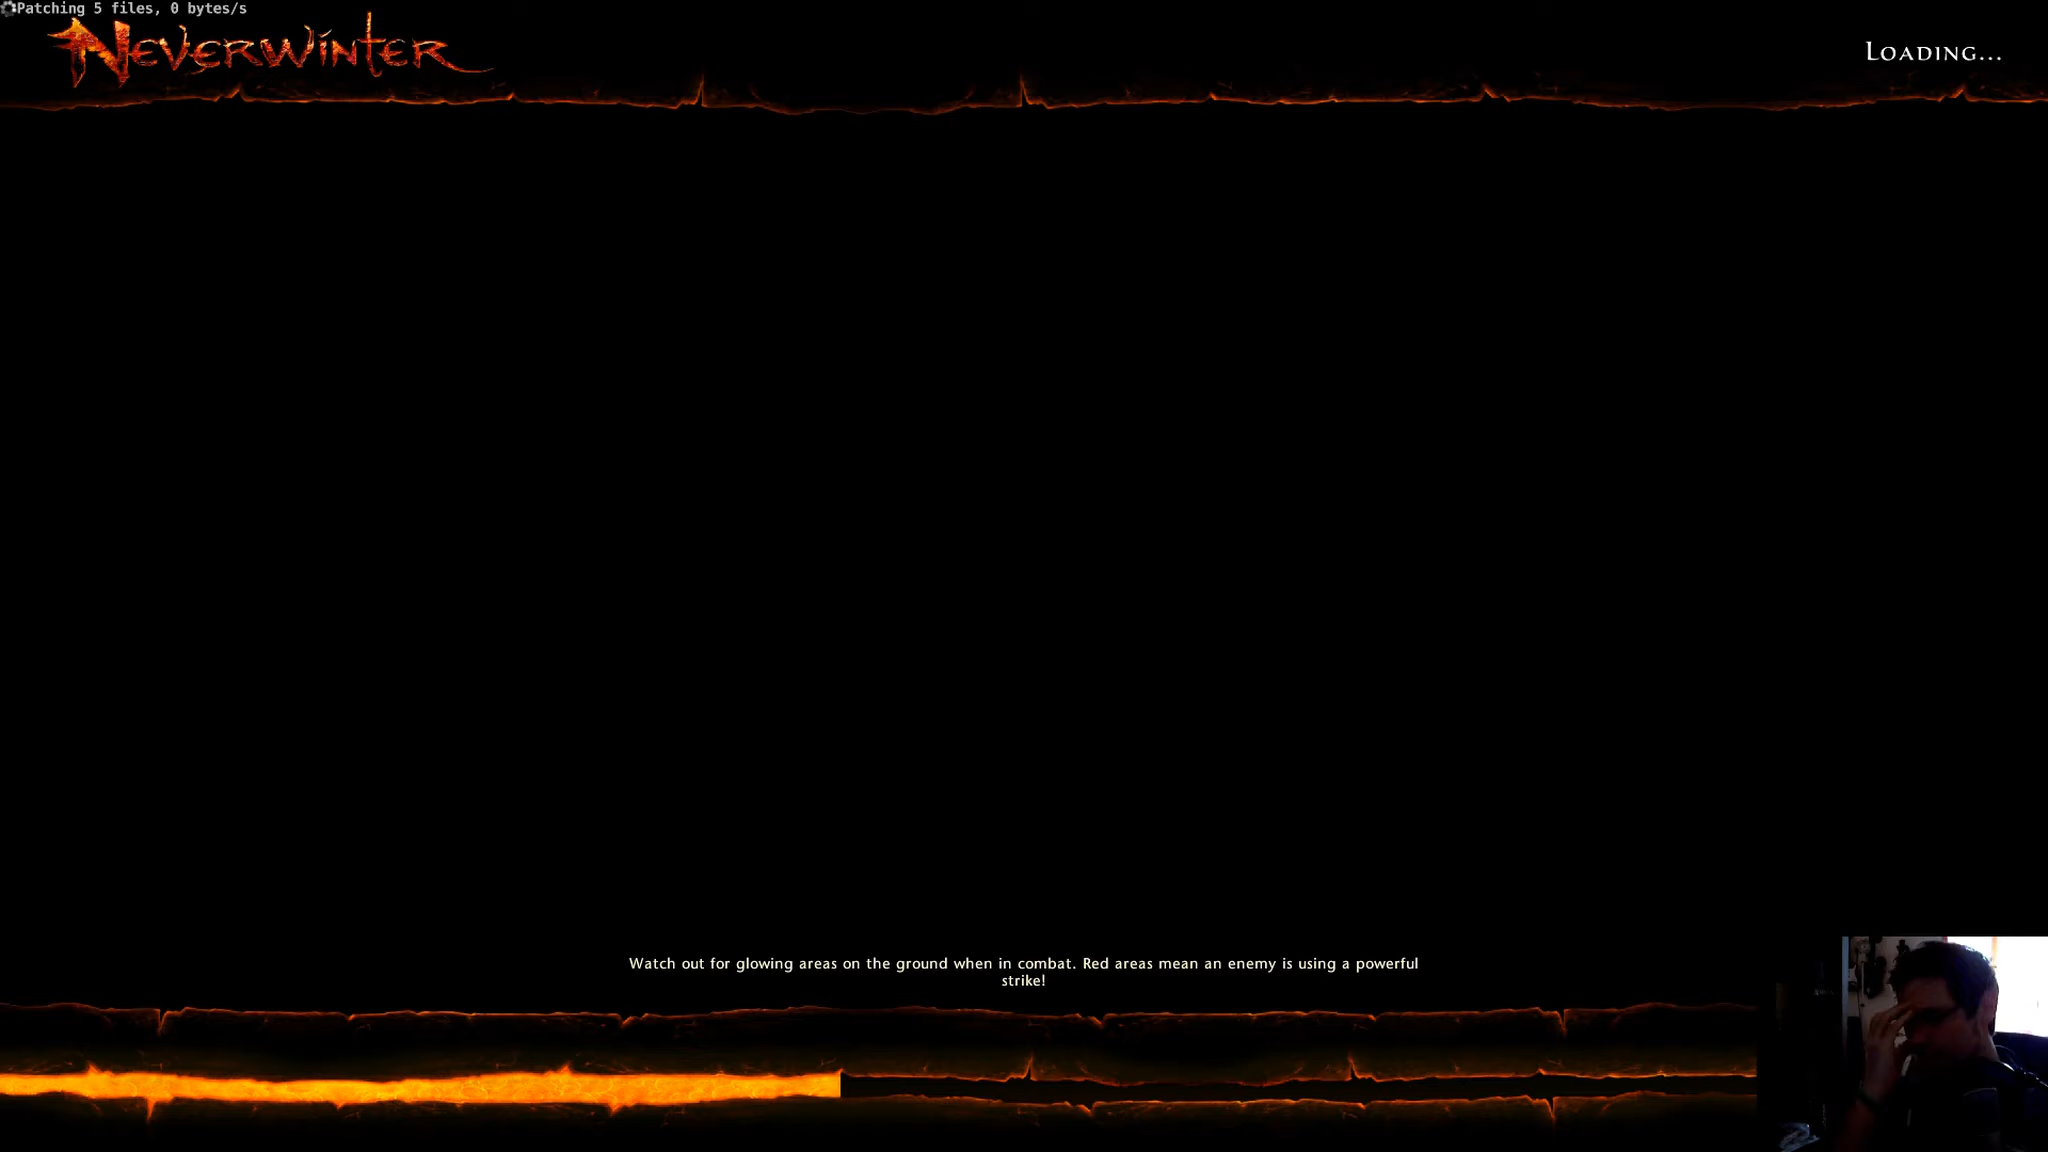 Patching 5 files, 0 bytes/s
NEVERWINTER
LOADING...
Watch out for glowing areas on the ground when in combat. Red areas mean an enemy is using a powerful
strike!